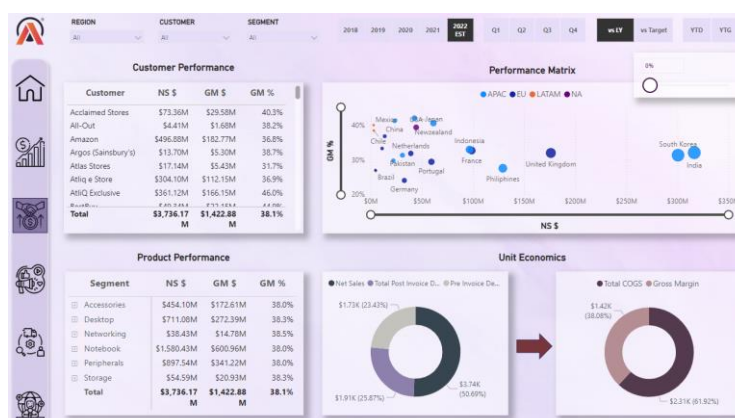 REGION CUSTOMER SEGMENT
All All All
2018 2019 2020 2021 2022 EST Q1 Q2 Q3 Q4 vs LY vs Target YTD YTG
Customer Performance
Customer NS $ GM $ GM %
Acclaimed Stores $73.36M $29.58M 40.3%
All-Out $4.41M $1.68M 38.2%
Amazon $496.88M $182.77M 36.8%
Argos (Sainsbury's) $13.70M $5.30M 38.7%
Atlas Stores $17.14M $5.43M 31.7%
Atliq e Store $304.10M $112.15M 36.9%
AtliQ Exclusive $361.12M $166.15M 46.0%
Total $3,736.17 $1,422.88 38.1%
M M
Performance Matrix
0%
APAC EU LATAM NA
GM %
40%
30%
20%
Mexico Japan
China Newsealand
Chile Netherlands Indonesia South Korea
Pakistan France United Kingdom India
Brazil Portugal Philiphines
Germany
$0M $50M $100M $150M $200M $250M $300M $350M
NS $
Product Performance
Segment NS $ GM $ GM %
Accessories $454.10M $172.61M 38.0%
Desktop $711.08M $272.39M 38.3%
Networking $38.43M $14.78M 38.5%
Notebook $1,580.43M $600.96M 38.0%
Peripherals $897.54M $341.22M 38.0%
Storage $54.59M $20.93M 38.3%
Total $3,736.17 $1,422.88 38.1%
M M
Unit Economics
Net Sales Total Post Invoice D... Pre Invoice De...
$1.73K (23.43%)
$1.91K (25.87%)
$3.74K
(50.69%)
Total COGS Gross Margin
$1.42K
(38.08%)
$2.31K (61.92%)